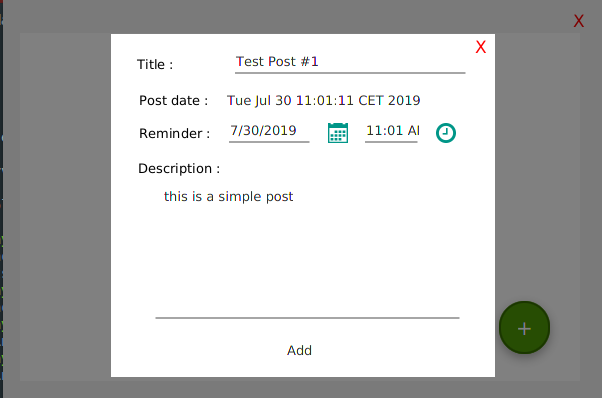 X
X
Title : Test Post #1
Post date : Tue Jul 30 11:01:11 CET 2019
Reminder : 7/30/2019 11:01 AI
Description :
this is a simple post
+
Add